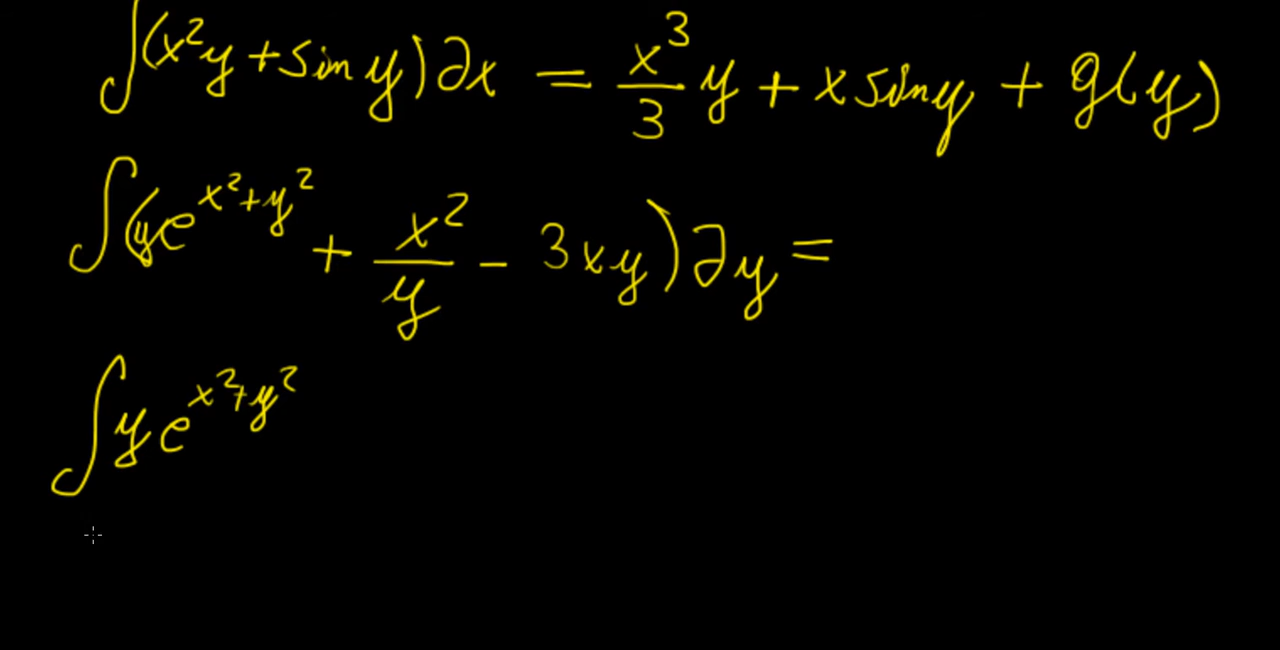 ∫(x²y + sin y) ∂x = x³/3 y + x sin y + g(y)
∫(ye^(x²+y²) + x²/y − 3xy) ∂y =
∫ye^(x²+y²)